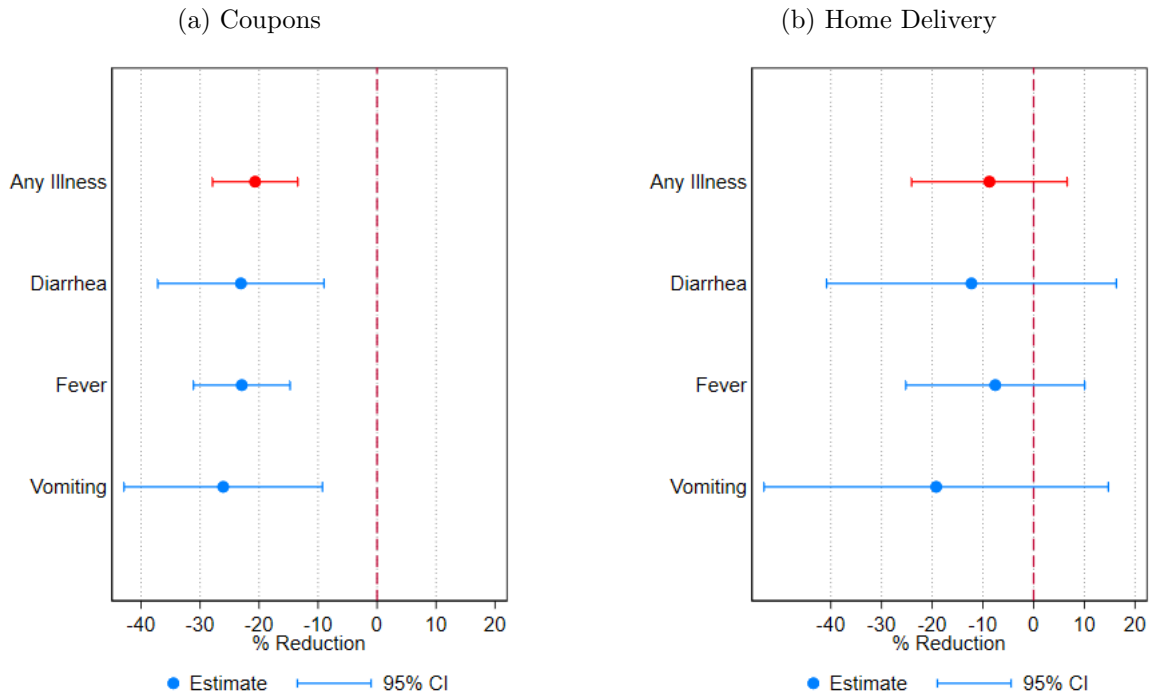 (a) Coupons
Any Illness
Diarrhea
Fever
Vomiting
-40 -30 -20 -10 0 10 20
% Reduction
Estimate 95% CI
(b) Home Delivery
Any Illness
Diarrhea
Fever
Vomiting
-40 -30 -20 -10 0 10 20
% Reduction
Estimate 95% CI